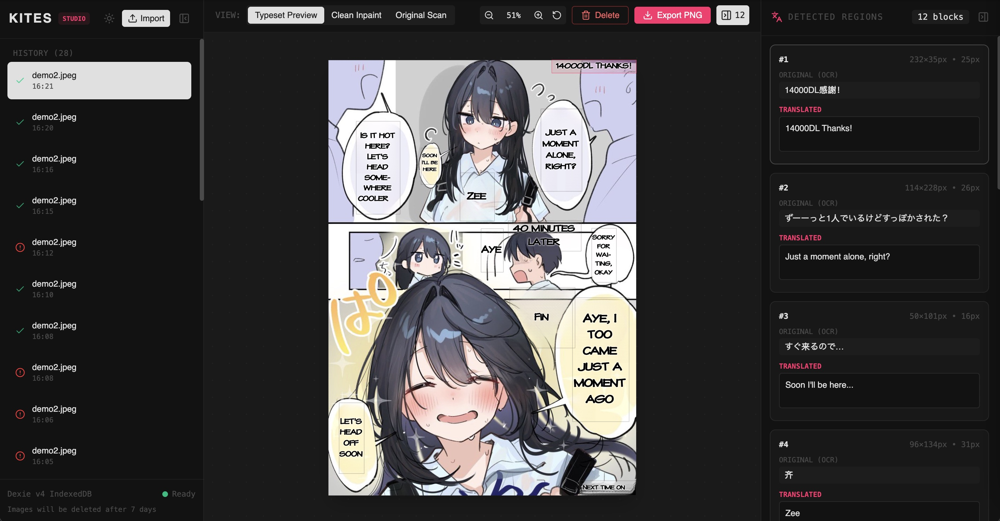 KITES STUDIO Import
HISTORY (28)
demo2.jpeg
16:21
demo2.jpeg
16:20
demo2.jpeg
16:16
demo2.jpeg
16:15
demo2.jpeg
16:12
demo2.jpeg
16:10
demo2.jpeg
16:08
demo2.jpeg
16:08
demo2.jpeg
16:06
demo2.jpeg
16:05
Dexie v4 IndexedDB Ready
Images will be deleted after 7 days
VIEW: Typeset Preview Clean Inpaint Original Scan 51% Delete Export PNG 12
14000DL THANKS!
JUST A
MOMENT
ALONE,
RIGHT?
SOON
I'LL BE
HERE
IS IT HOT
HERE?
LET'S
HEAD
SOME-
WHERE
COOLER
ZEE
40 MINUTES
LATER
SORRY
FOR
WAI-
TING,
OKAY
AYE
ぱ
FIN
AYE, I
TOO
CAME
JUST A
MOMENT
AGO
LET'S
HEAD
OFF
SOON
NEXT TIME ON
DETECTED REGIONS 12 blocks
#1 232×35px • 25px
ORIGINAL (OCR)
14000DL感謝!
TRANSLATED
14000DL Thanks!
#2 114×228px • 26px
ORIGINAL (OCR)
ずーーっと1人でいるけどすっぽかされた？
TRANSLATED
Just a moment alone, right?
#3 50×101px • 16px
ORIGINAL (OCR)
すぐ来るので...
TRANSLATED
Soon I'll be here...
#4 96×134px • 31px
ORIGINAL (OCR)
齐
TRANSLATED
Zee